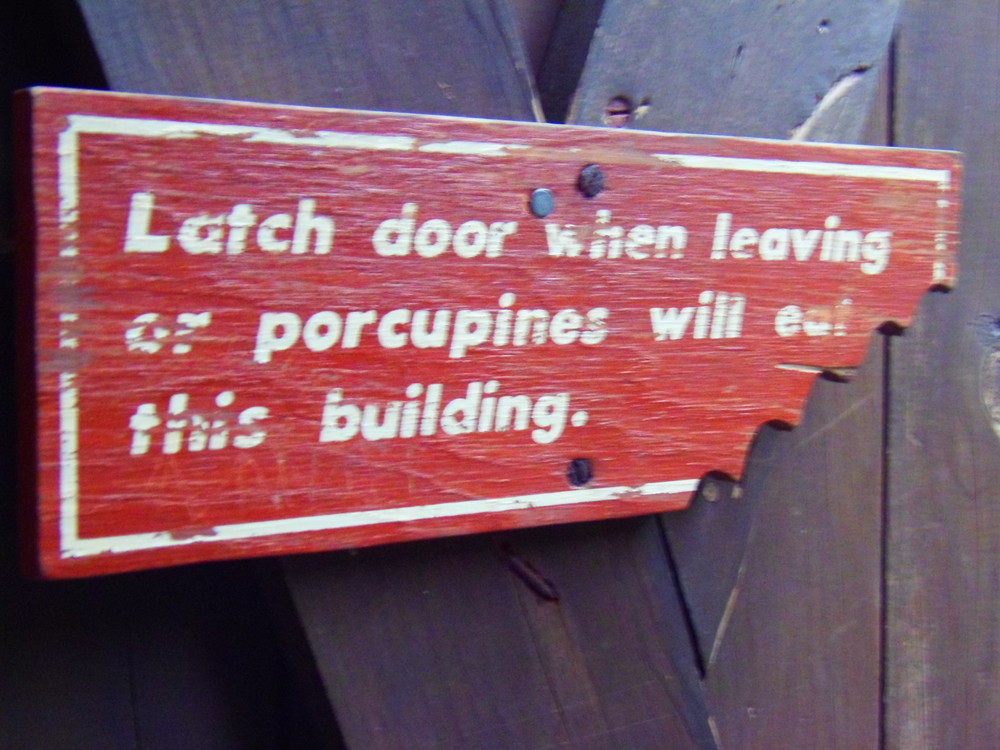 Latch door when leaving
or porcupines will eat
this building.